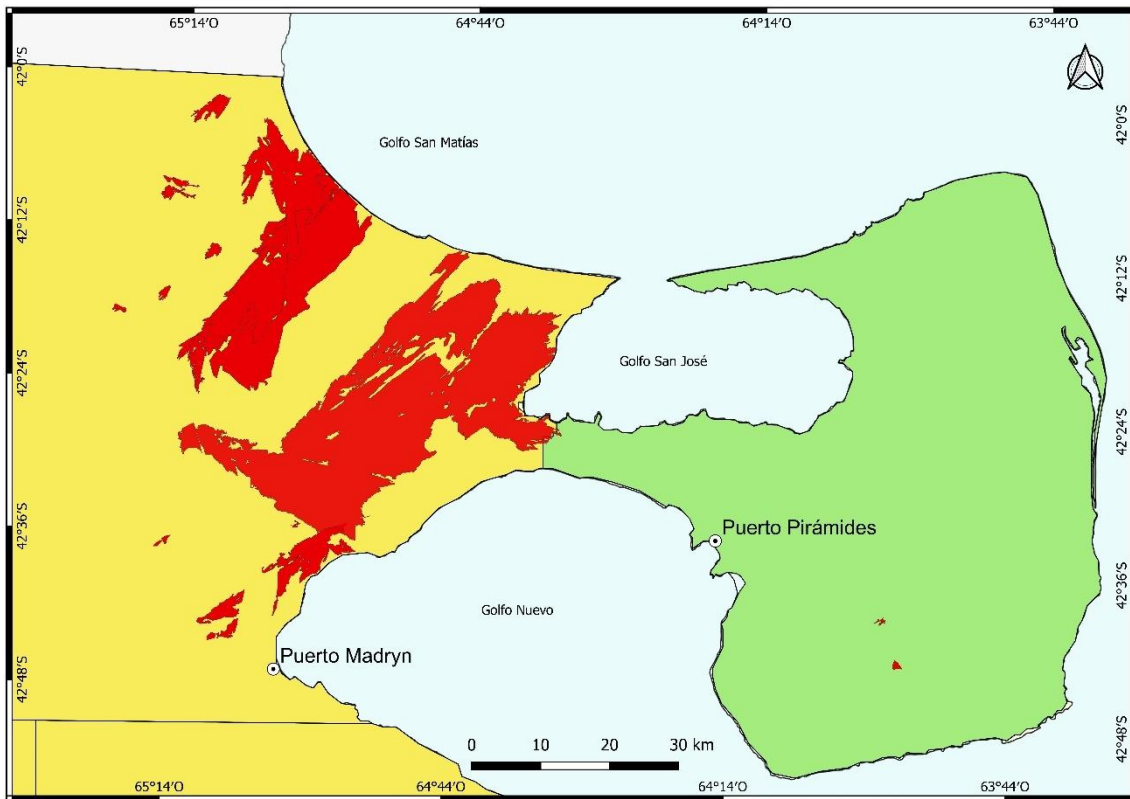 65°14'O 64°44'O 64°14'O 63°44'O
42°0'S
42°0'S
Golfo San Matías
42°12'S
42°12'S
Golfo San José
42°24'S
42°24'S
42°36'S
Puerto Pirámides
42°36'S
Golfo Nuevo
Puerto Madryn
42°48'S
42°48'S
0 10 20 30 km
65°14'O 64°44'O 64°14'O 63°44'O